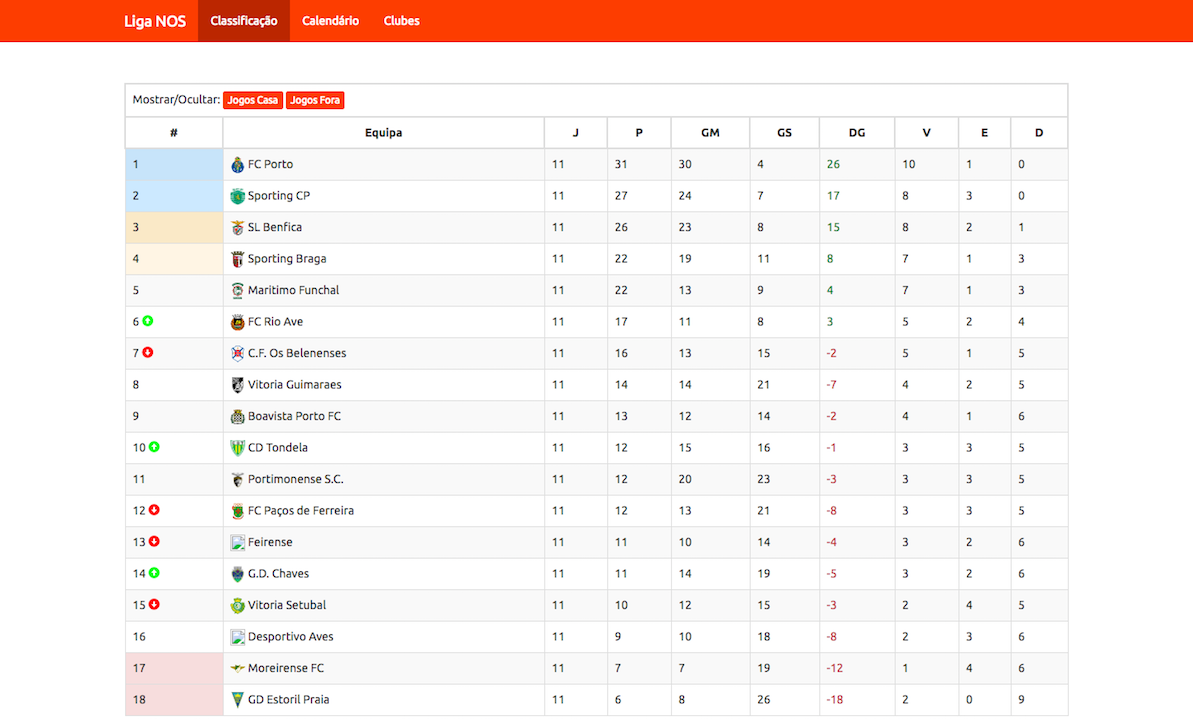 Liga NOS Classificação Calendário Clubes
Mostrar/Ocultar: Jogos Casa Jogos Fora
# Equipa J P GM GS DG V E D
1 FC Porto 11 31 30 4 26 10 1 0
2 Sporting CP 11 27 24 7 17 8 3 0
3 SL Benfica 11 26 23 8 15 8 2 1
4 Sporting Braga 11 22 19 11 8 7 1 3
5 Maritimo Funchal 11 22 13 9 4 7 1 3
6 FC Rio Ave 11 17 11 8 3 5 2 4
7 C.F. Os Belenenses 11 16 13 15 -2 5 1 5
8 Vitoria Guimaraes 11 14 14 21 -7 4 2 5
9 Boavista Porto FC 11 13 12 14 -2 4 1 6
10 CD Tondela 11 12 15 16 -1 3 3 5
11 Portimonense S.C. 11 12 20 23 -3 3 3 5
12 FC Paços de Ferreira 11 12 13 21 -8 3 3 5
13 Feirense 11 11 10 14 -4 3 2 6
14 G.D. Chaves 11 11 14 19 -5 3 2 6
15 Vitoria Setubal 11 10 12 15 -3 2 4 5
16 Desportivo Aves 11 9 10 18 -8 2 3 6
17 Moreirense FC 11 7 7 19 -12 1 4 6
18 GD Estoril Praia 11 6 8 26 -18 2 0 9